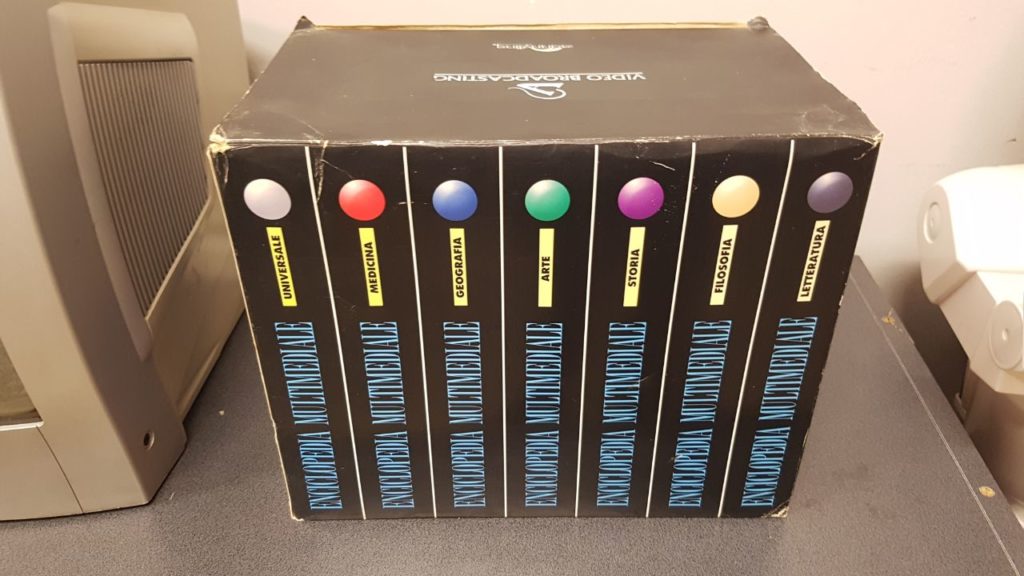 VIDEO BROADCASTING
UNIVERSALE
ENCICLOPEDIA MULTIMEDIALE
MEDICINA
ENCICLOPEDIA MULTIMEDIALE
GEOGRAFIA
ENCICLOPEDIA MULTIMEDIALE
ARTE
ENCICLOPEDIA MULTIMEDIALE
STORIA
ENCICLOPEDIA MULTIMEDIALE
FILOSOFIA
ENCICLOPEDIA MULTIMEDIALE
LETTERATURA
ENCICLOPEDIA MULTIMEDIALE